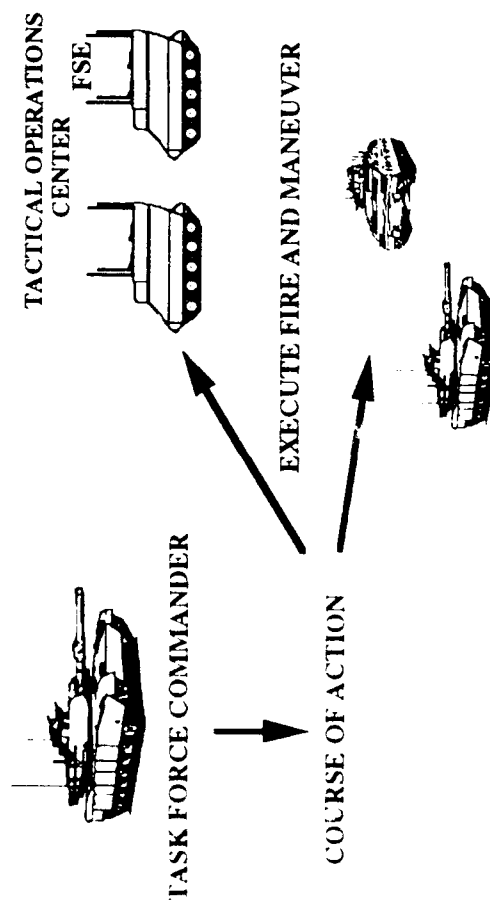 TASK FORCE COMMANDER
COURSE OF ACTION
TACTICAL OPERATIONS
CENTER
FSE
EXECUTE FIRE AND MANEUVER